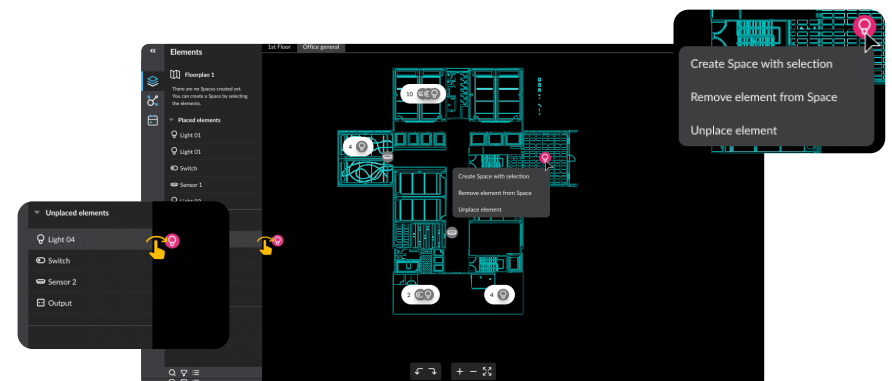 Elements
Floorplan 1
There are no Spaces created yet.
You can create a Space by selecting
the elements.
Placed elements
Light 01
Light 01
Switch
Sensor 1
Unplaced elements
Light 04
Switch
Sensor 2
Output
1st Floor
Office general
10
4
Create Space with selection
Remove element from Space
Unplace element
2
4
Create Space with selection
Remove element from Space
Unplace element